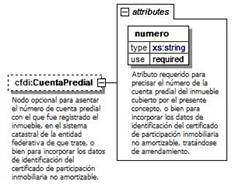 attributes
numero
type xs:string
use required
Atributo requerido para
precisar el número de la
cuenta predial del inmueble
cubierto por el presente
concepto, o bien para
incorporar los datos de
identificación del certificado
de participación inmobiliaria
no amortizable, tratándose
de arrendamiento.
cfdi:CuentaPredial
Nodo opcional para asentar
el número de cuenta predial
con el que fue registrado el
inmueble, en el sistema
catastral de la entidad
federativa de que trate, o
bien para incorporar los datos
de identificación del
certificado de participación
inmobiliaria no amortizable.